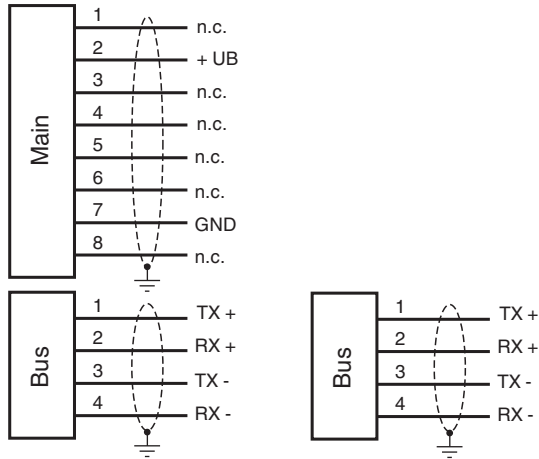 Main
1 n.c.
2 + UB
3 n.c.
4 n.c.
5 n.c.
6 n.c.
7 GND
8 n.c.
Bus
1 TX +
2 RX +
3 TX -
4 RX -
Bus
1 TX +
2 RX +
3 TX -
4 RX -